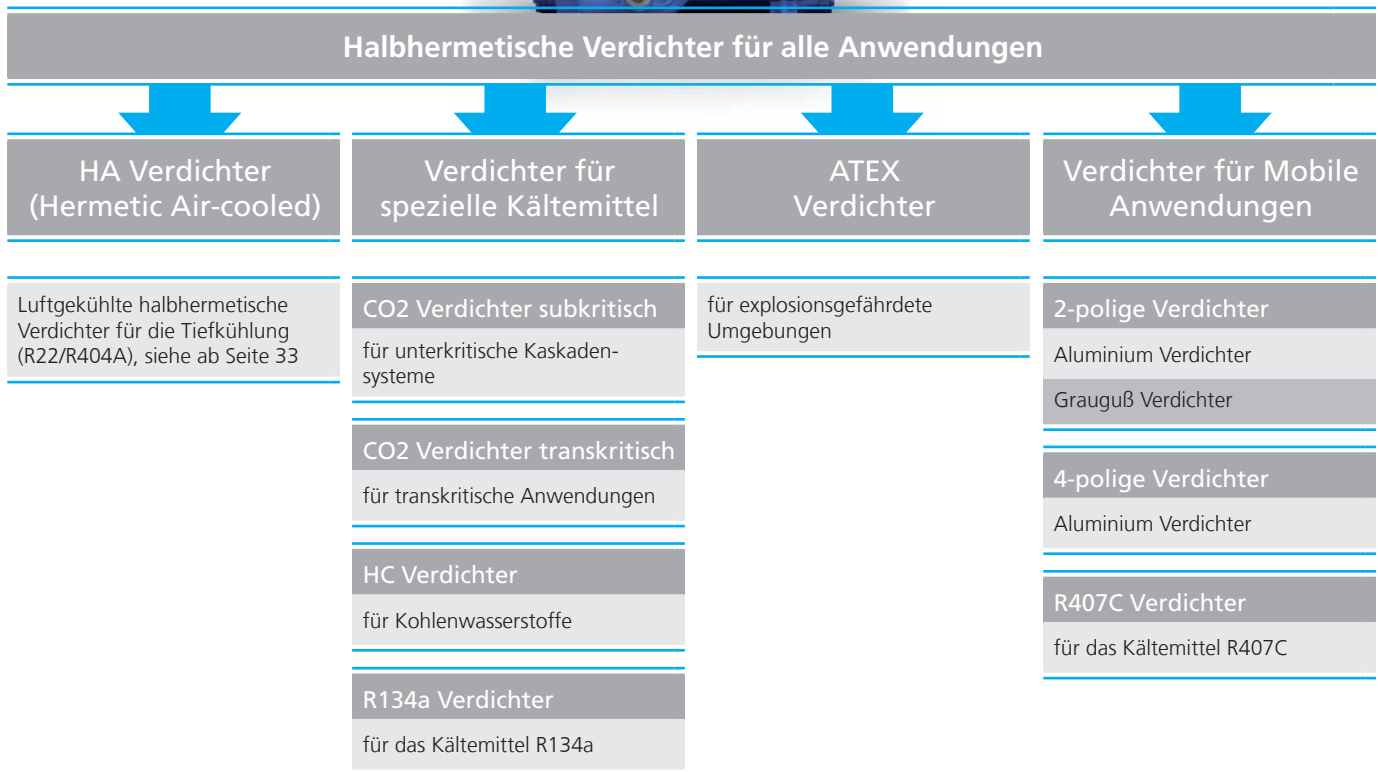 Halbhermetische Verdichter für alle Anwendungen
HA Verdichter
(Hermetic Air-cooled)
Luftgekühlte halbhermetische
Verdichter für die Tiefkühlung
(R22/R404A), siehe ab Seite 33
Verdichter für
spezielle Kältemittel
CO2 Verdichter subkritisch
für unterkritische Kaskaden-
systeme
CO2 Verdichter transkritisch
für transkritische Anwendungen
HC Verdichter
für Kohlenwasserstoffe
R134a Verdichter
für das Kältemittel R134a
ATEX
Verdichter
für explosionsgefährdete
Umgebungen
Verdichter für Mobile
Anwendungen
2-polige Verdichter
Aluminium Verdichter
Grauguß Verdichter
4-polige Verdichter
Aluminium Verdichter
R407C Verdichter
für das Kältemittel R407C